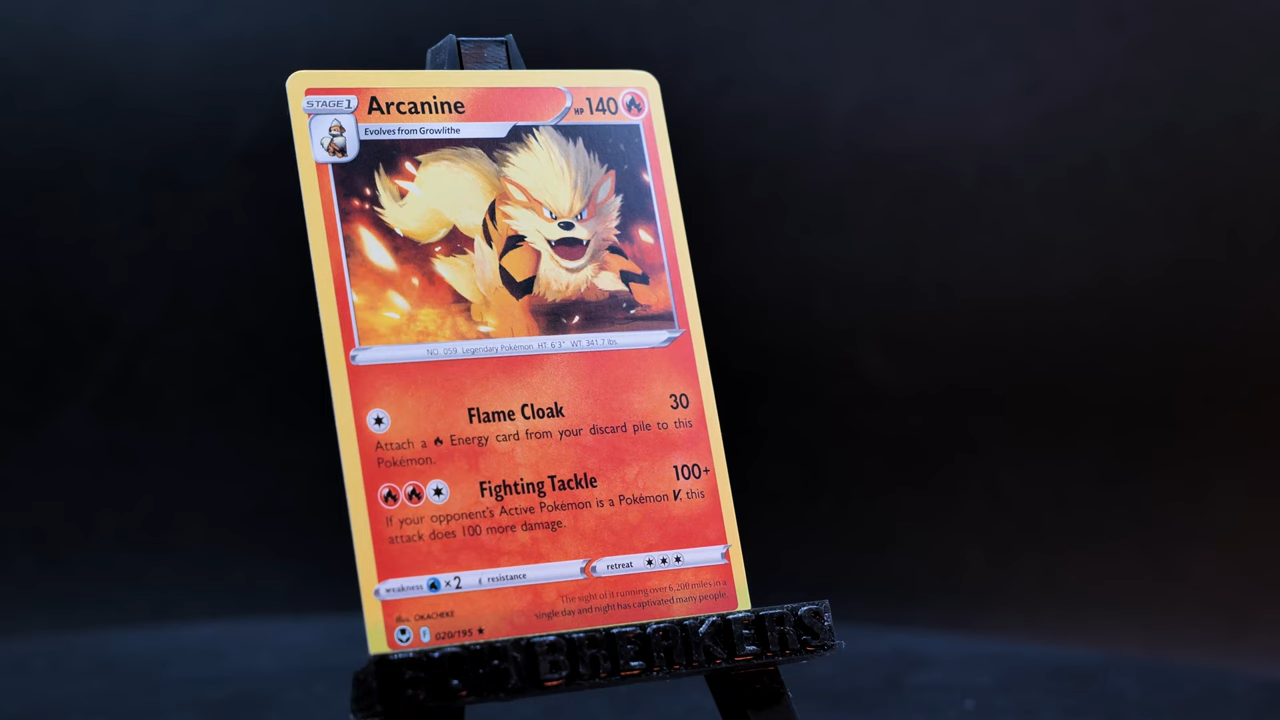 STAGE 1 Arcanine HP 140
Evolves from Growlithe
NO. 059 Legendary Pokémon HT: 6'3" WT: 341.7 lbs.
Flame Cloak 30
Attach a Energy card from your discard pile to this
Pokémon.
Fighting Tackle 100+
If your opponent's Active Pokémon is a Pokémon V, this
attack does 100 more damage.
weakness ×2 resistance retreat
The sight of it running over 6,200 miles in a
single day and night has captivated many people.
illus. OKACHEKE
F 020/195 ★
BREAKERS